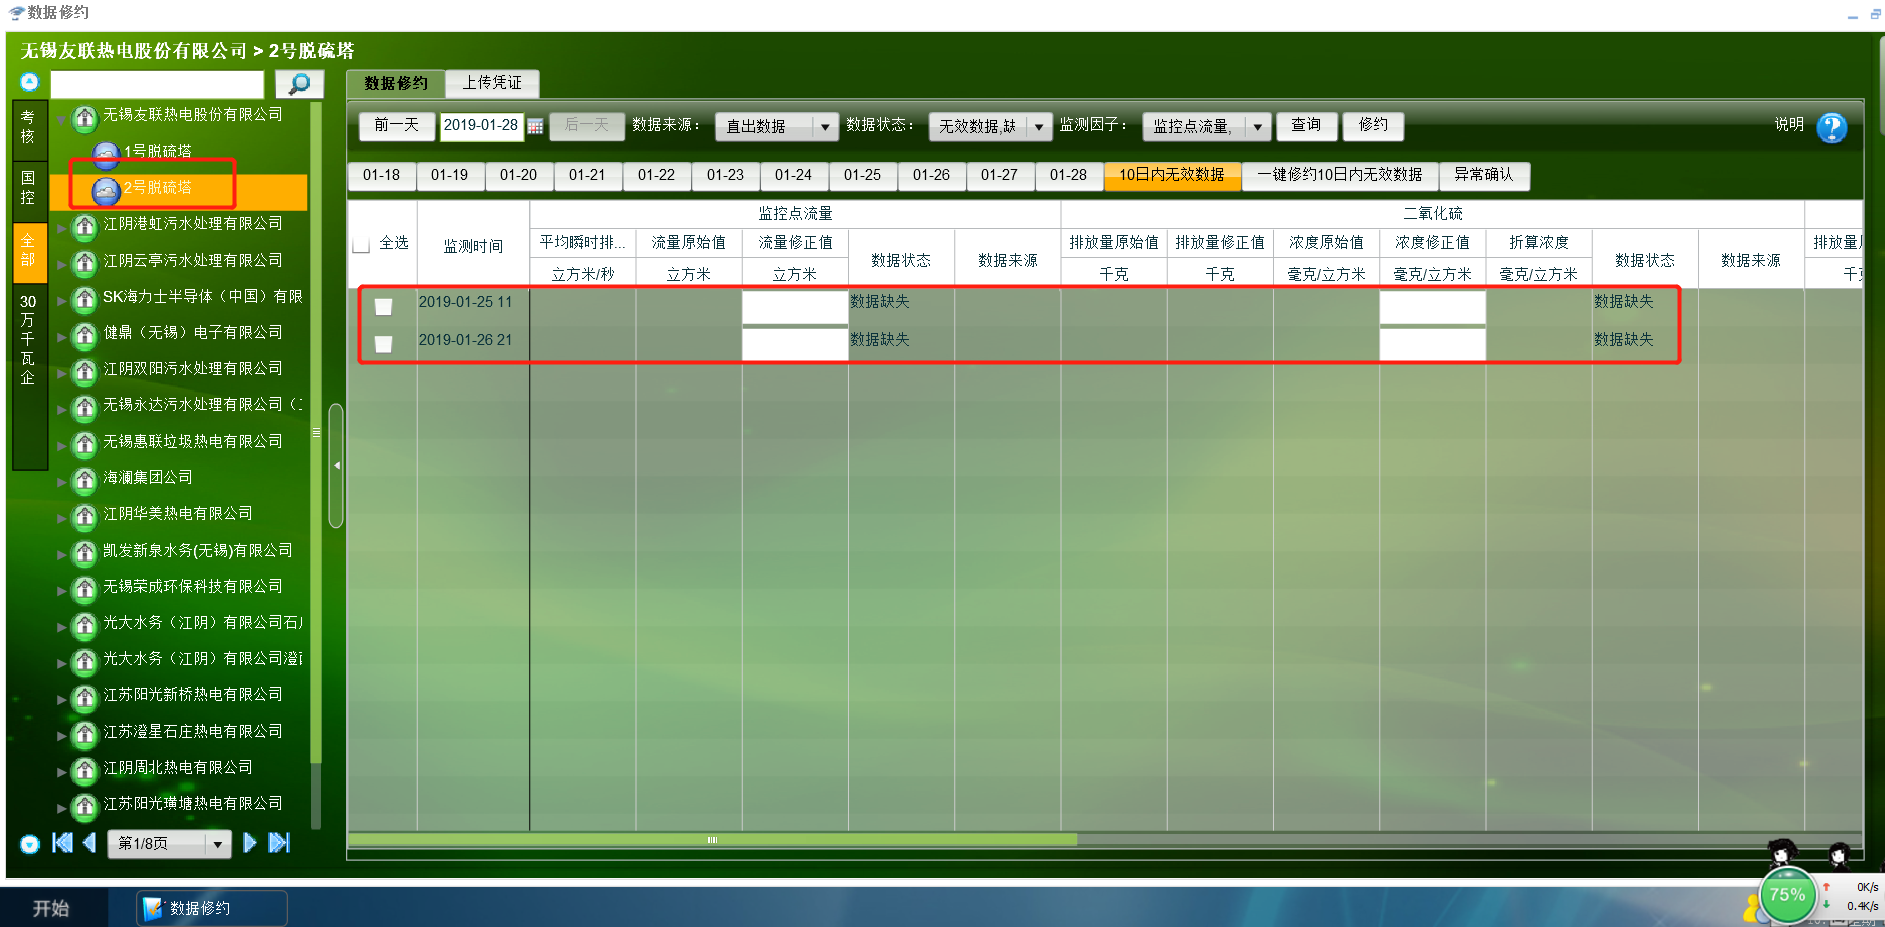 数据修约
无锡友联热电股份有限公司 > 2号脱硫塔
考核
国控
全部
30万千瓦企
无锡友联热电股份有限公司
1号脱硫塔
2号脱硫塔
江阴港虹污水处理有限公司
江阴云亭污水处理有限公司
SK海力士半导体（中国）有限
健鼎（无锡）电子有限公司
江阴双阳污水处理有限公司
无锡永达污水处理有限公司（
无锡惠联垃圾热电有限公司
海澜集团公司
江阴华美热电有限公司
凯发新泉水务(无锡)有限公司
无锡荣成环保科技有限公司
光大水务（江阴）有限公司石
光大水务（江阴）有限公司澄
江苏阳光新桥热电有限公司
江苏澄星石庄热电有限公司
江阴周北热电有限公司
江苏阳光璜塘热电有限公司
第1/8页
数据修约 上传凭证
前一天 2019-01-28 后一天 数据来源： 直出数据 数据状态： 无效数据,缺 监测因子： 监控点流量, 查询 修约 说明
01-18 01-19 01-20 01-21 01-22 01-23 01-24 01-25 01-26 01-27 01-28 10日内无效数据 一键修约10日内无效数据 异常确认
监控点流量 二氧化硫
全选 监测时间 平均瞬时排... 流量原始值 流量修正值 数据状态 数据来源 排放量原始值 排放量修正值 浓度原始值 浓度修正值 折算浓度 数据状态 数据来源 排放量
立方米/秒 立方米 立方米 千克 千克 毫克/立方米 毫克/立方米 毫克/立方米 千
2019-01-25 11 数据缺失 数据缺失
2019-01-26 21 数据缺失 数据缺失
75% 0K/s
0.4K/s
开始 数据修约